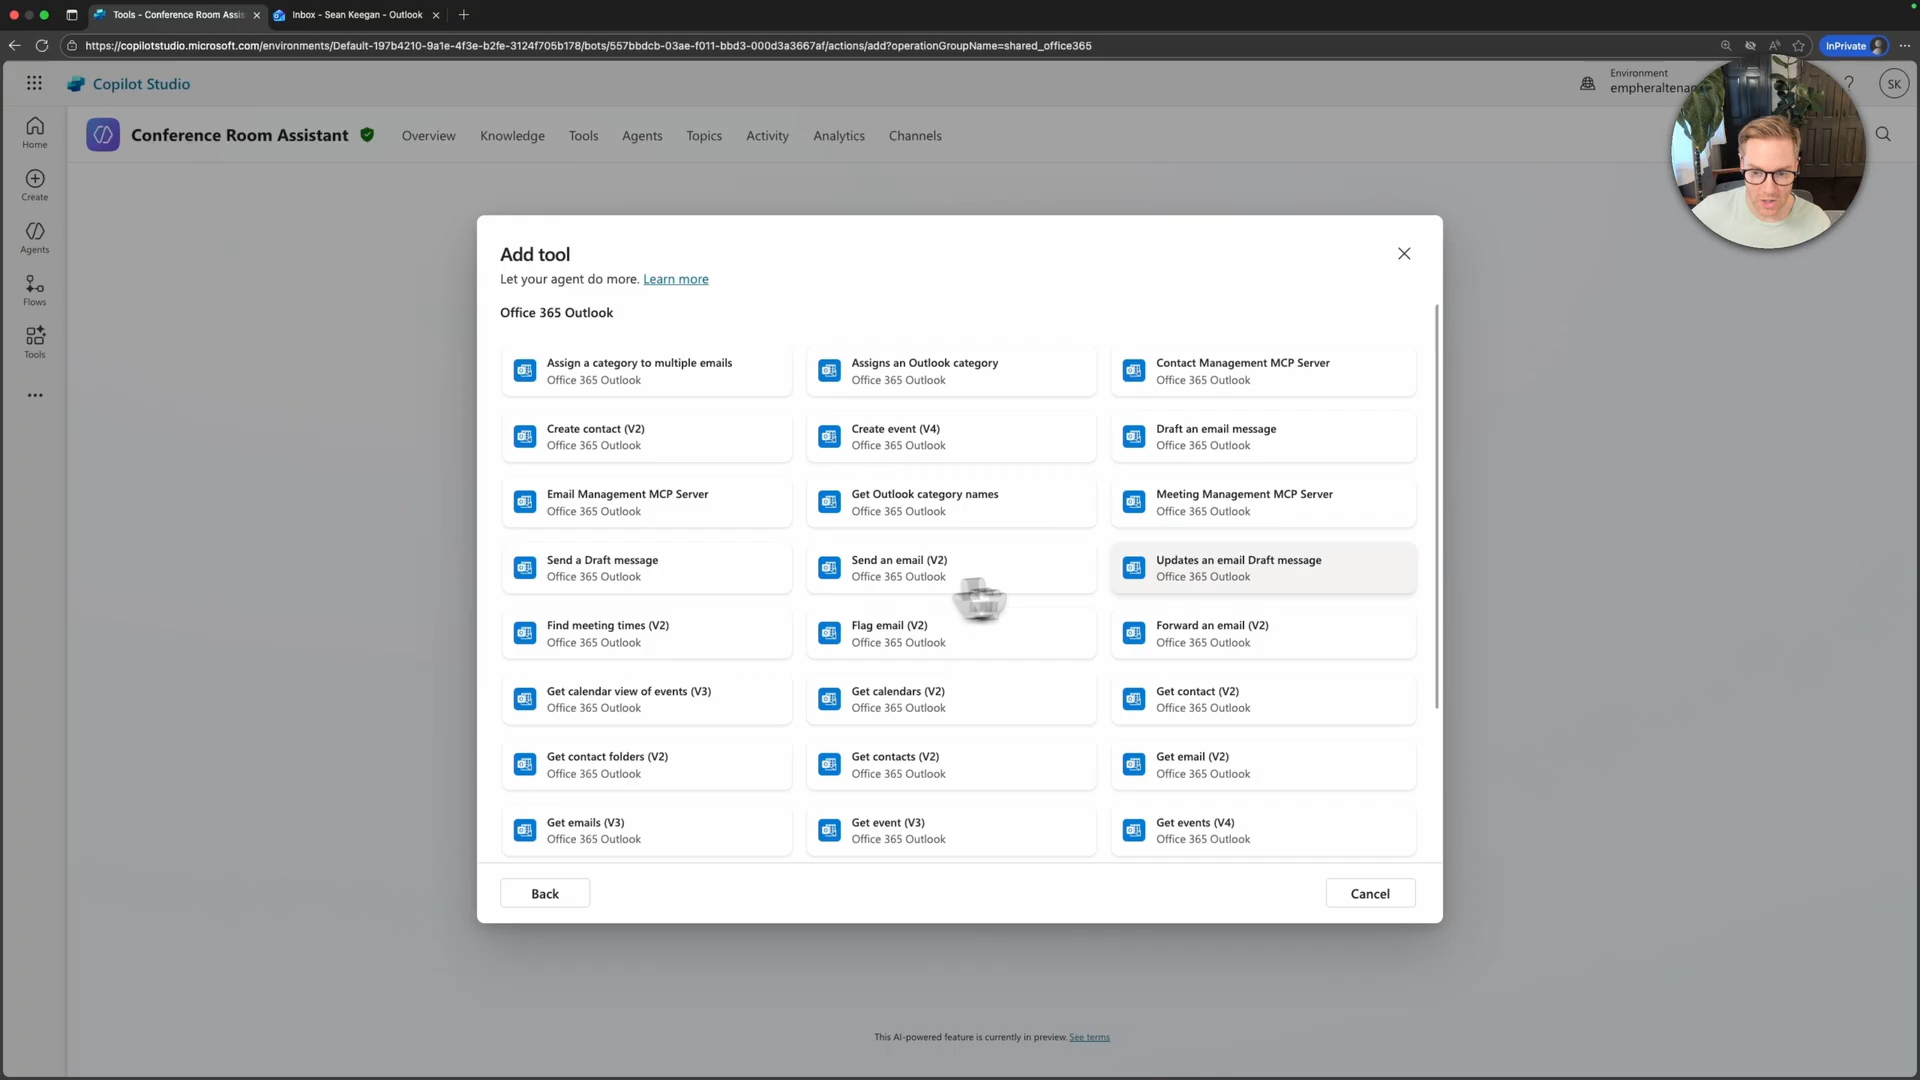 Tools - Conference Room Assis
Inbox - Sean Keegan - Outlook
https://copilotstudio.microsoft.com/environments/Default-197b4210-9a1e-4f3e-b2fe-3124f705b178/bots/557bbdcb-03ae-f011-bbd3-000d3a3667af/actions/add?operationGroupName=shared_office365
InPrivate
Copilot Studio
Environment
empheraltena
?
SK
Home
Create
Agents
Flows
Tools
Conference Room Assistant
Overview
Knowledge
Tools
Agents
Topics
Activity
Analytics
Channels
Add tool
Let your agent do more. Learn more
Office 365 Outlook
Assign a category to multiple emails
Office 365 Outlook
Assigns an Outlook category
Office 365 Outlook
Contact Management MCP Server
Office 365 Outlook
Create contact (V2)
Office 365 Outlook
Create event (V4)
Office 365 Outlook
Draft an email message
Office 365 Outlook
Email Management MCP Server
Office 365 Outlook
Get Outlook category names
Office 365 Outlook
Meeting Management MCP Server
Office 365 Outlook
Send a Draft message
Office 365 Outlook
Send an email (V2)
Office 365 Outlook
Updates an email Draft message
Office 365 Outlook
Find meeting times (V2)
Office 365 Outlook
Flag email (V2)
Office 365 Outlook
Forward an email (V2)
Office 365 Outlook
Get calendar view of events (V3)
Office 365 Outlook
Get calendars (V2)
Office 365 Outlook
Get contact (V2)
Office 365 Outlook
Get contact folders (V2)
Office 365 Outlook
Get contacts (V2)
Office 365 Outlook
Get email (V2)
Office 365 Outlook
Get emails (V3)
Office 365 Outlook
Get event (V3)
Office 365 Outlook
Get events (V4)
Office 365 Outlook
Back
Cancel
This AI-powered feature is currently in preview. See terms